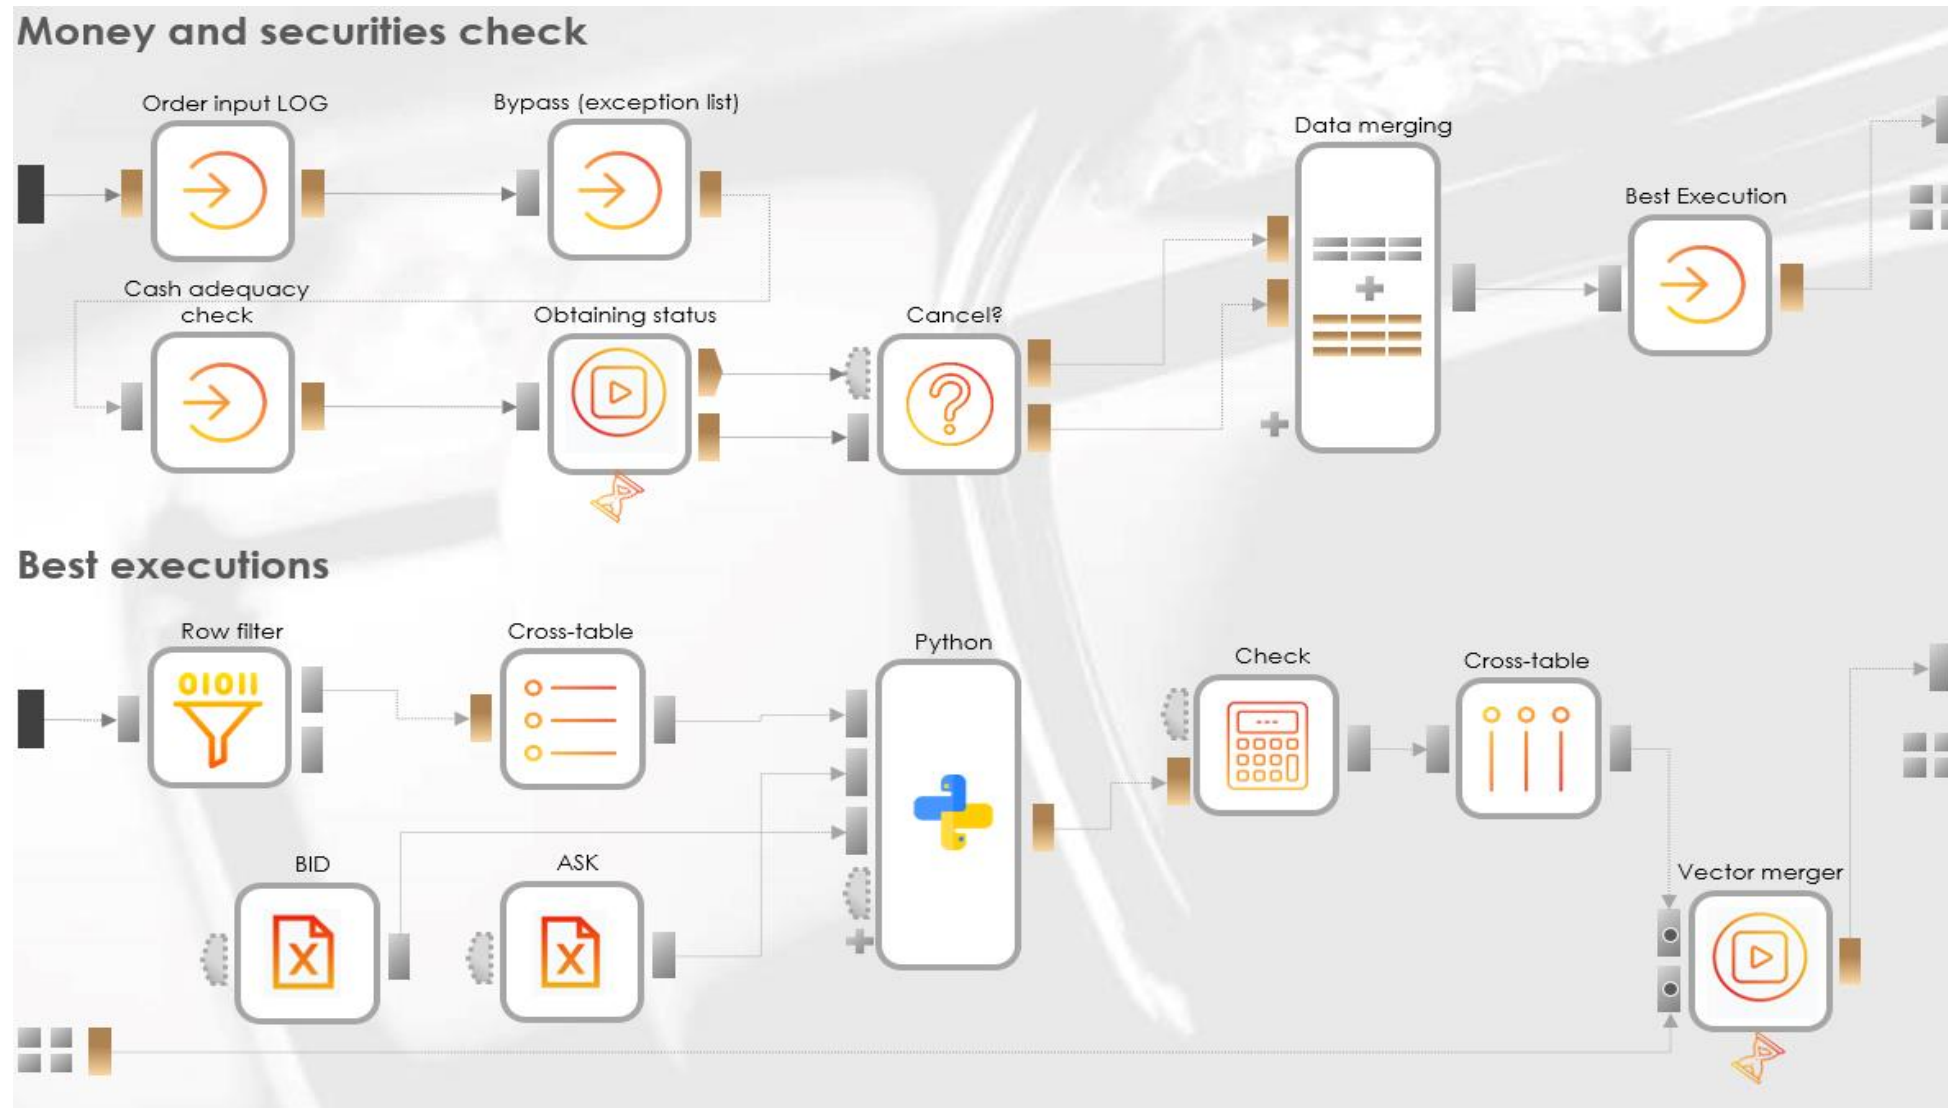 Money and securities check
Order input LOG
Bypass (exception list)
Data merging
Best Execution
Cash adequacy
check
Obtaining status
Cancel?
Best executions
Row filter
01011
Cross-table
Python
Check
Cross-table
BID
ASK
X
X
Vector merger